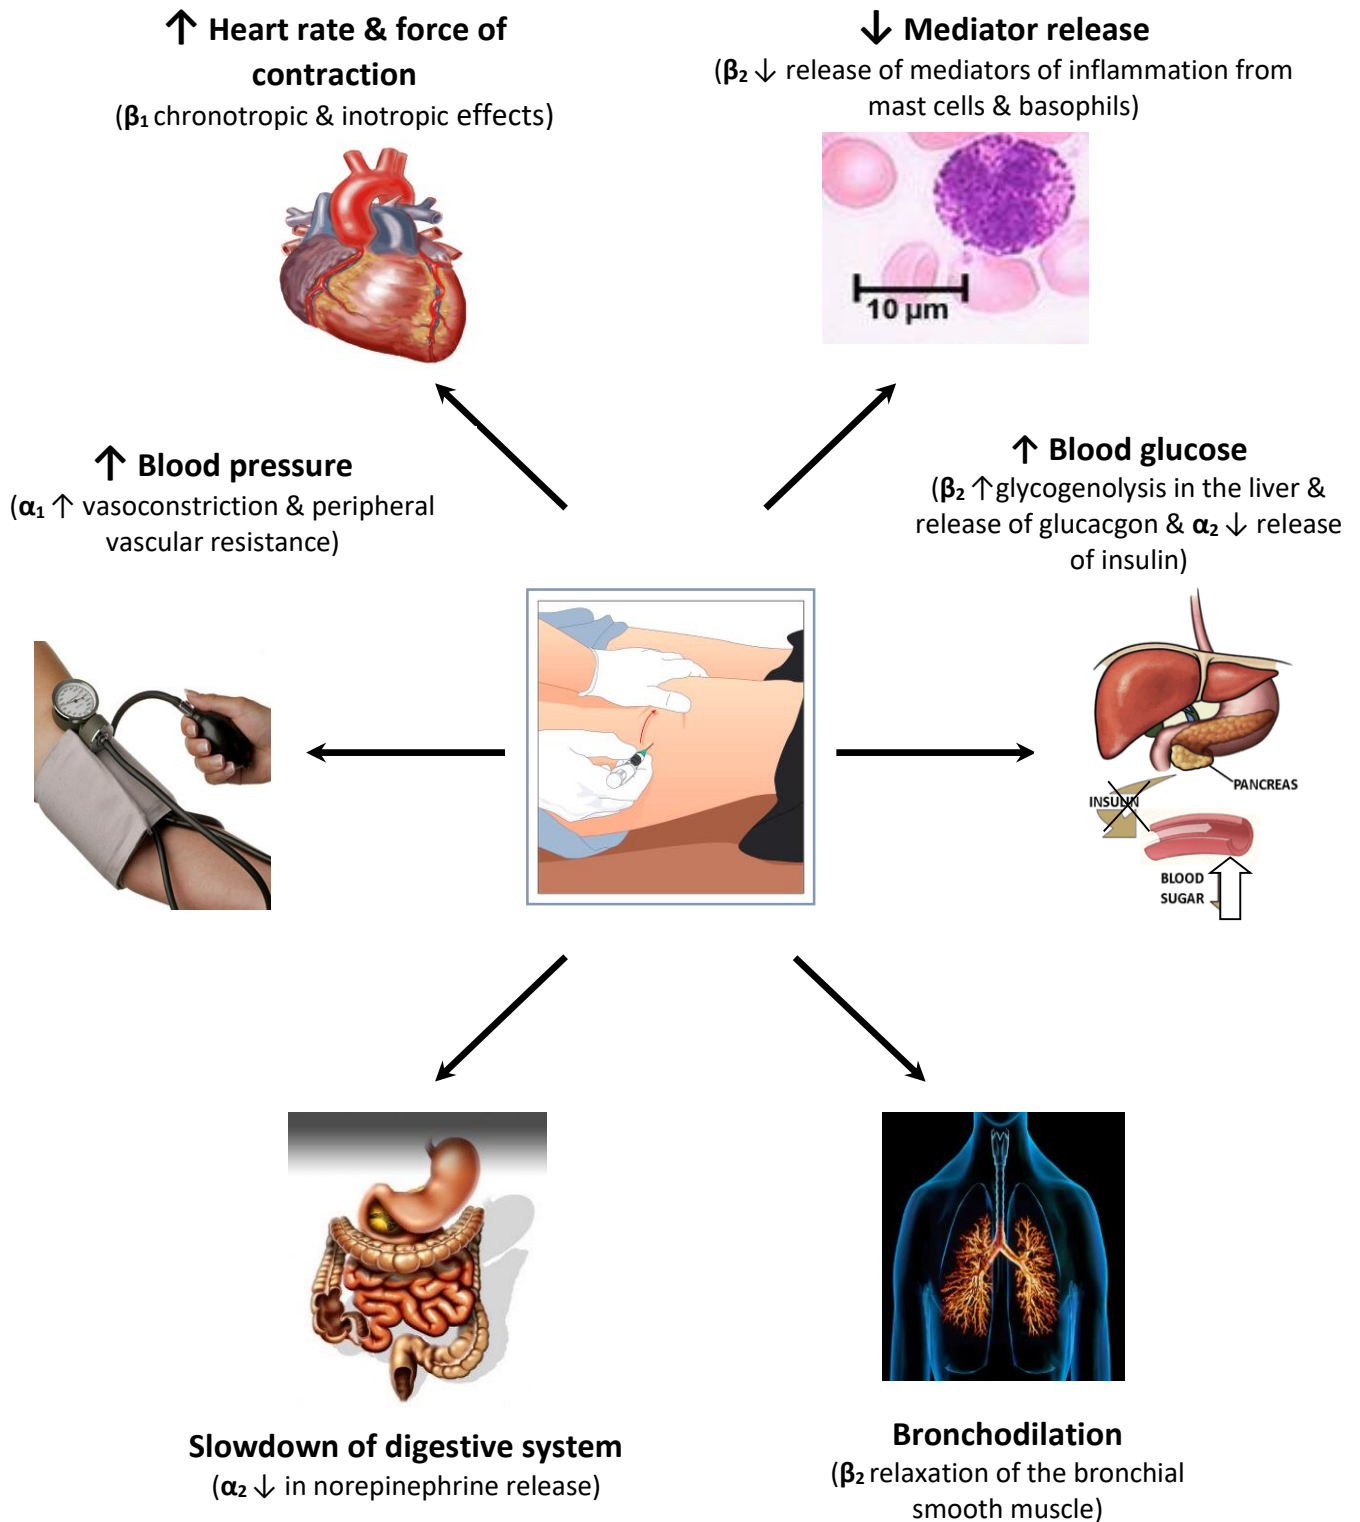 ↑ Heart rate & force of
contraction
(β₁ chronotropic & inotropic effects)
↓ Mediator release
(β₂ ↓ release of mediators of inflammation from
mast cells & basophils)
10 µm
↑ Blood pressure
(α₁ ↑ vasoconstriction & peripheral
vascular resistance)
↑ Blood glucose
(β₂ ↑glycogenolysis in the liver &
release of glucacgon & α₂ ↓ release
of insulin)
PANCREAS
INSULIN
BLOOD
SUGAR
Slowdown of digestive system
(α₂ ↓ in norepinephrine release)
Bronchodilation
(β₂ relaxation of the bronchial
smooth muscle)